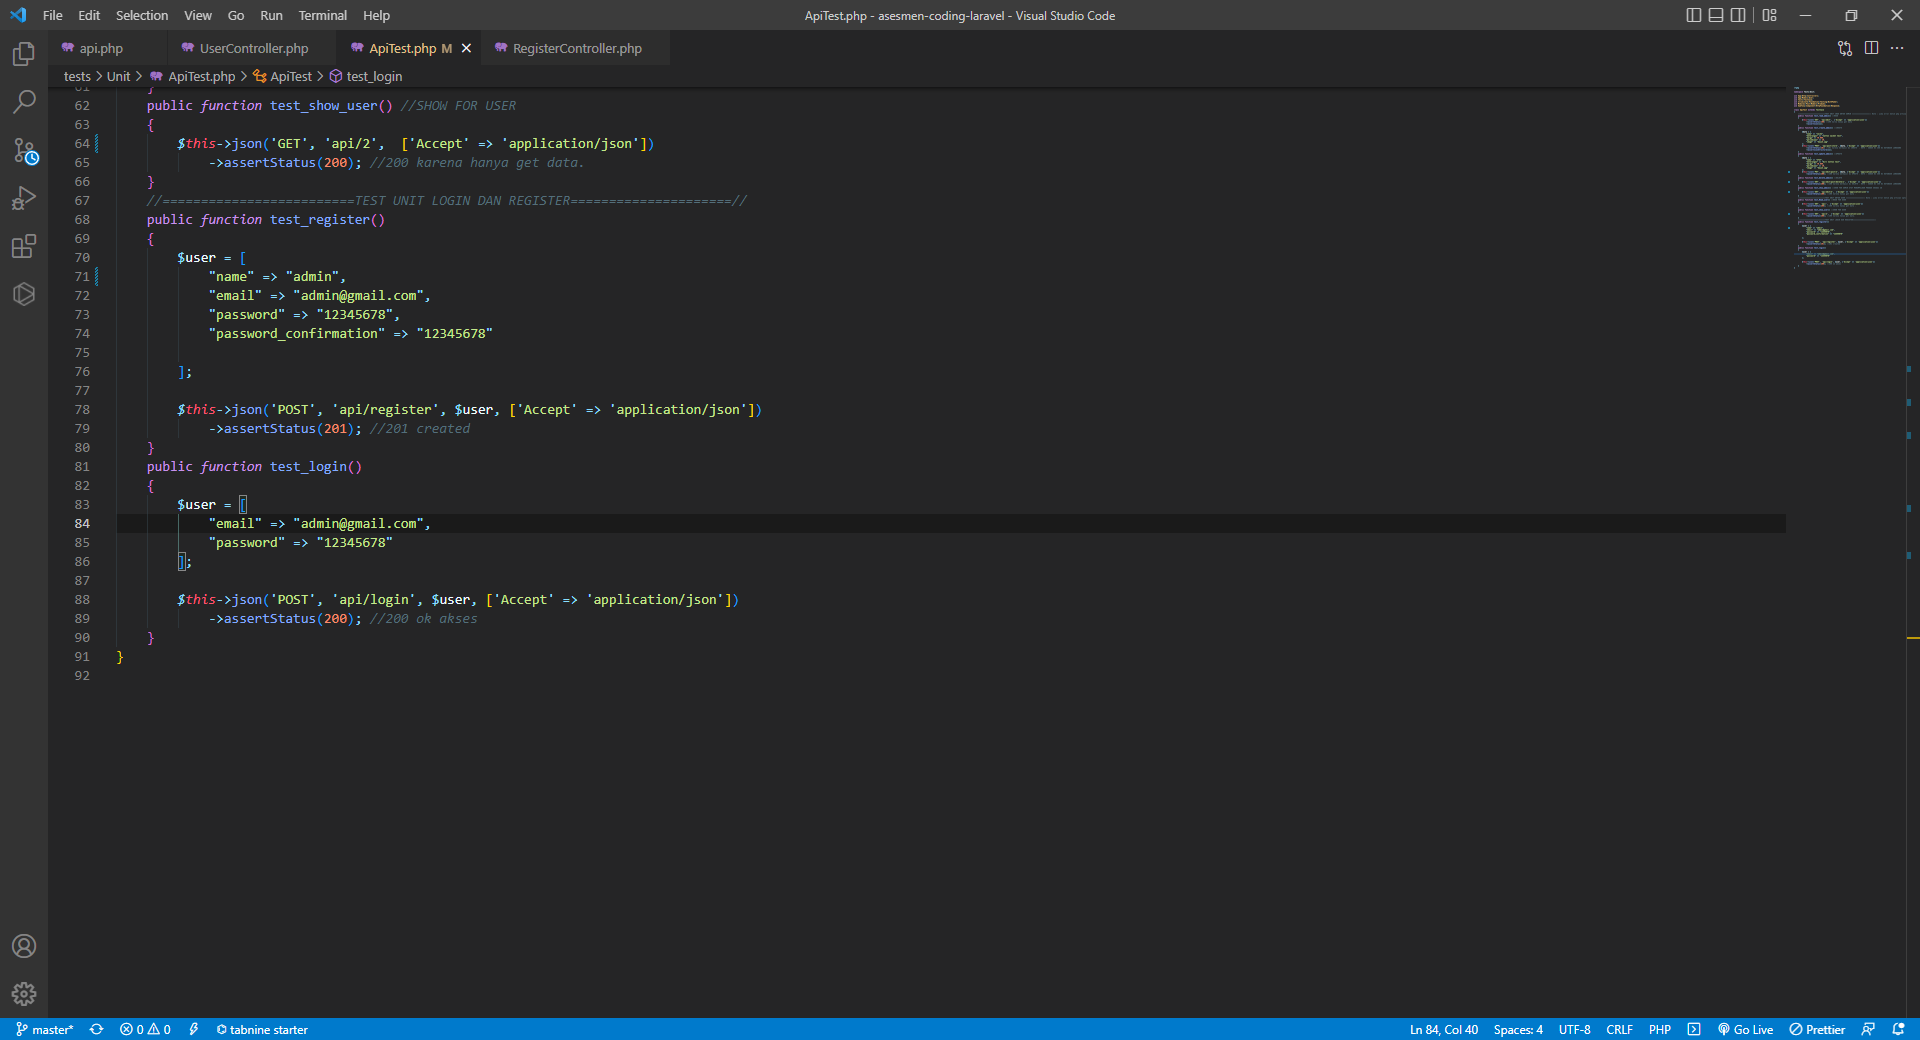 File Edit Selection View Go Run Terminal Help ApiTest.php - asesmen-coding-laravel - Visual Studio Code
api.php UserController.php ApiTest.php M RegisterController.php
tests > Unit > ApiTest.php > ApiTest > test_login
61 }
62 public function test_show_user() //SHOW FOR USER
63 {
64 $this->json('GET', 'api/2',  ['Accept' => 'application/json'])
65 ->assertStatus(200); //200 karena hanya get data.
66 }
67 //=========================TEST UNIT LOGIN DAN REGISTER=====================//
68 public function test_register()
69 {
70 $user = [
71 "name" => "admin",
72 "email" => "admin@gmail.com",
73 "password" => "12345678",
74 "password_confirmation" => "12345678"
75
76 ];
77
78 $this->json('POST', 'api/register', $user, ['Accept' => 'application/json'])
79 ->assertStatus(201); //201 created
80 }
81 public function test_login()
82 {
83 $user = [
84 "email" => "admin@gmail.com",
85 "password" => "12345678"
86 ];
87
88 $this->json('POST', 'api/login', $user, ['Accept' => 'application/json'])
89 ->assertStatus(200); //200 ok akses
90 }
91 }
92
master* 0 0 tabnine starter Ln 84, Col 40 Spaces: 4 UTF-8 CRLF PHP Go Live Prettier